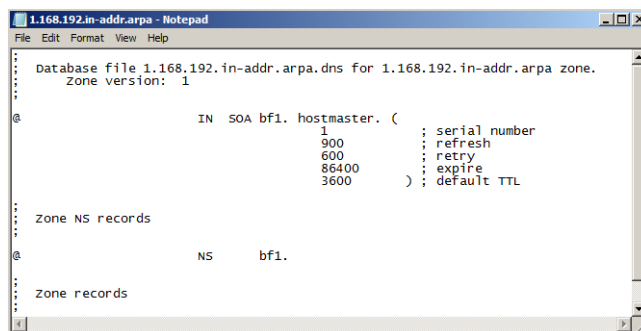 1.168.192.in-addr.arpa - Notepad
File Edit Format View Help
;
; Database file 1.168.192.in-addr.arpa.dns for 1.168.192.in-addr.arpa zone.
; Zone version: 1
;
@ IN SOA bf1. hostmaster. (
1 ; serial number
900 ; refresh
600 ; retry
86400 ; expire
3600 ) ; default TTL
;
; Zone NS records
;
@ NS bf1.
;
; Zone records
;